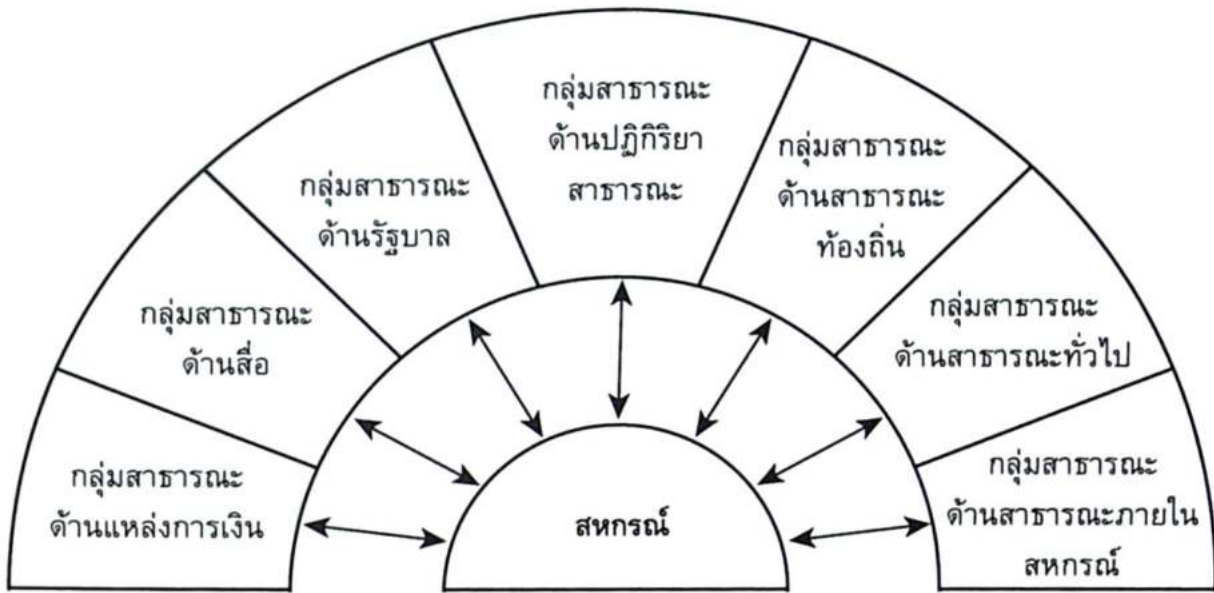 กลุ่มสาธารณะ
ด้านแหล่งการเงิน
กลุ่มสาธารณะ
ด้านสื่อ
กลุ่มสาธารณะ
ด้านรัฐบาล
กลุ่มสาธารณะ
ด้านปฏิกิริยา
สาธารณะ
กลุ่มสาธารณะ
ด้านสาธารณะ
ท้องถิ่น
กลุ่มสาธารณะ
ด้านสาธารณะทั่วไป
กลุ่มสาธารณะ
ด้านสาธารณะภายใน
สหกรณ์
สหกรณ์